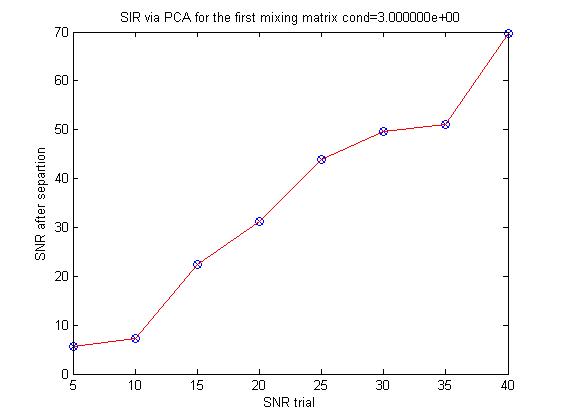 SIR via PCA for the first mixing matrix cond=3.000000e+00
70
60
50
40
30
20
10
0
SNR after separtion
5 10 15 20 25 30 35 40
SNR trial